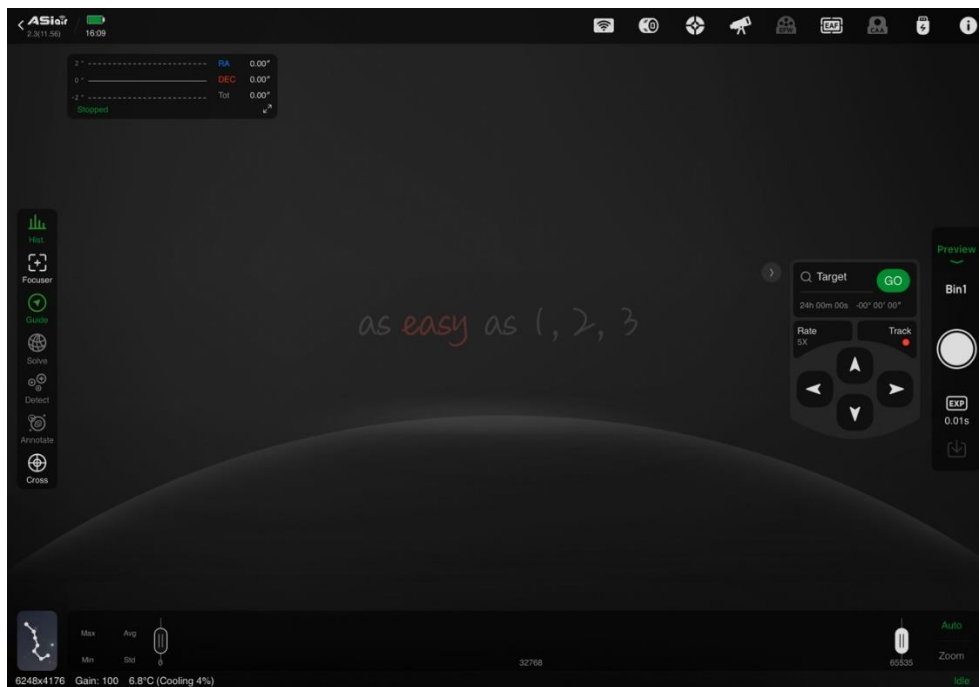 ASIair
2.3(11.56)
16:09
EFW
EAF
CAA
2 "
RA 0.00"
0 "
DEC 0.00"
-2 "
Tot 0.00"
Stopped
Hist.
Focuser
Guide
Solve
Detect
Annotate
Cross
as easy as 1, 2, 3
Target
GO
24h 00m 00s -00° 00' 00"
Rate
5X
Track
Preview
Bin1
EXP
0.01s
Max Avg
Min Std
0
32768
65535
Auto
Zoom
6248x4176 Gain: 100 6.8°C (Cooling 4%)
Idle